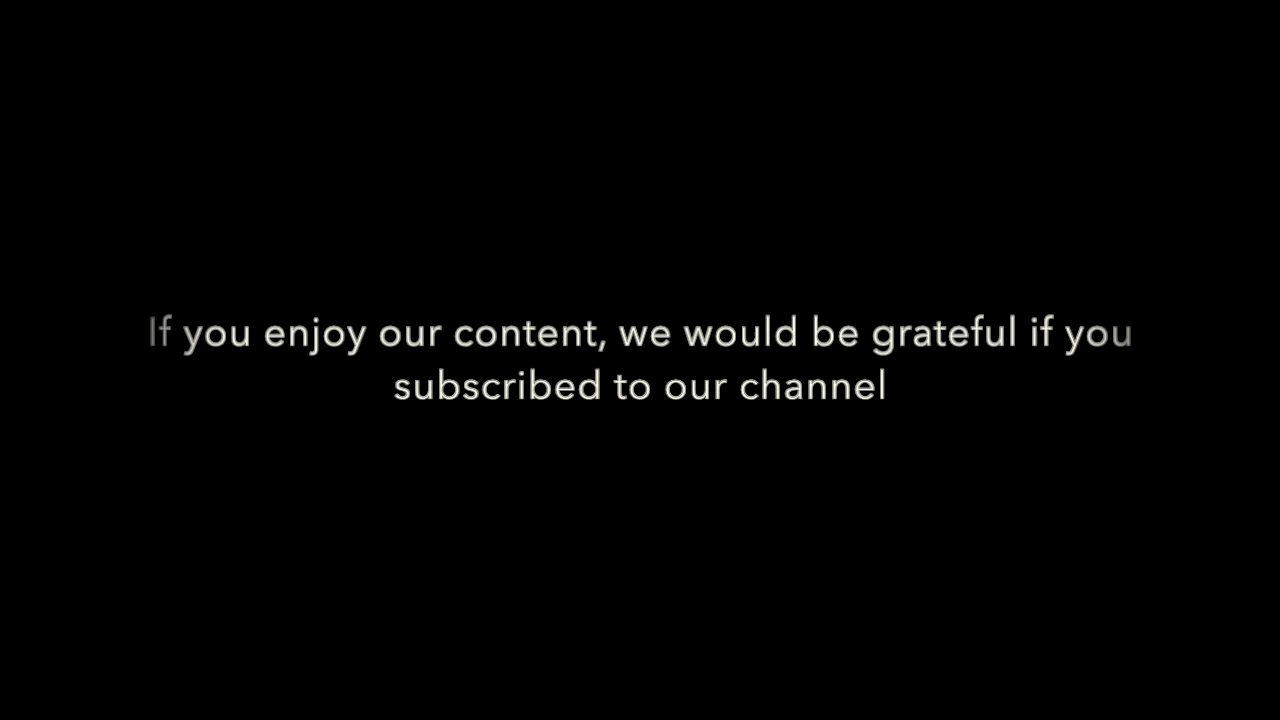 If you enjoy our content, we would be grateful if you
subscribed to our channel